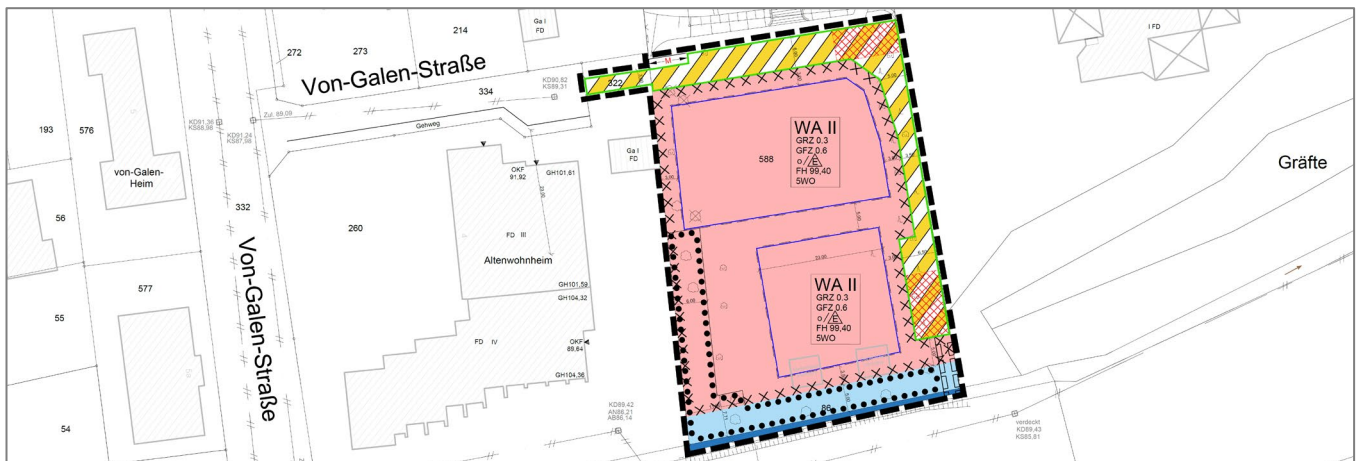 Von-Galen-Straße
Von-Galen-Straße
272
273
214
Ga I
FD
193
576
von-Galen-
Heim
56
332
577
55
54
KD91,24
KS87,98
Zul. 89.09
334
Gehweg
KD90,82
KS89,31
322
M
260
OKF
91,92
GH101,61
23,00
FD III
Altenwohnheim
GH101,59
GH104,32
FD IV
OKF
89,64
GH104,36
KD89,42
AN86,21
AB86,14
Ga I
FD
588
WA II
GRZ 0.3
GFZ 0.6
o / E
FH 99,40
5WO
23,00
WA II
GRZ 0.3
GFZ 0.6
o / E
FH 99,40
5WO
86
I FD
Gräfte
verdeckt
KD89,43
KS85,81